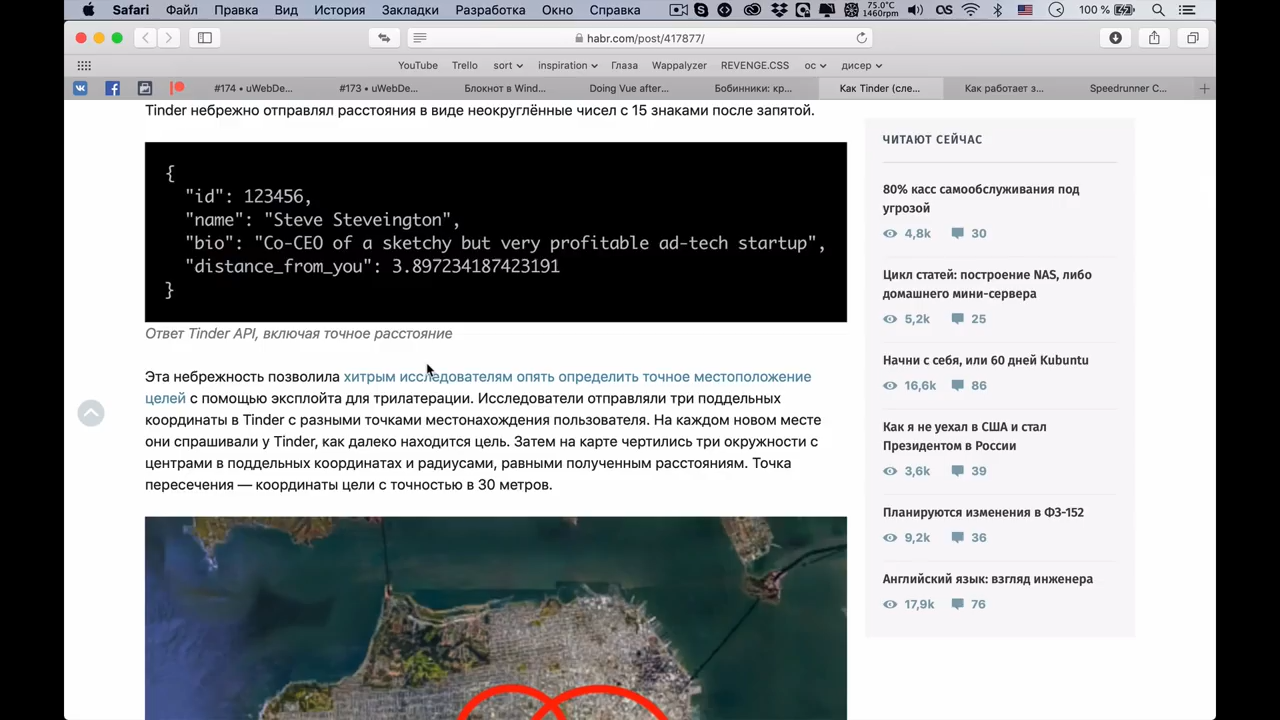 Safari Файл Правка Вид История Закладки Разработка Окно Справка
75.0°C
1460rpm
100 %
habr.com/post/417877/
YouTube Trello sort inspiration Глаза Wappalyzer REVENGE.CSS ос дисер
#174 • uWebDe... #173 • uWebDe... Блокнот в Wind... Doing Vue after... Бобинники: кр... Как Tinder (сле... Как работает з... Speedrunner C...
Tinder небрежно отправлял расстояния в виде неокруглённые чисел с 15 знаками после запятой.
{
"id": 123456,
"name": "Steve Steveington",
"bio": "Co-CEO of a sketchy but very profitable ad-tech startup",
"distance_from_you": 3.897234187423191
}
Ответ Tinder API, включая точное расстояние
Эта небрежность позволила хитрым исследователям опять определить точное местоположение
целей с помощью эксплойта для трилатерации. Исследователи отправляли три поддельных
координаты в Tinder с разными точками местонахождения пользователя. На каждом новом месте
они спрашивали у Tinder, как далеко находится цель. Затем на карте чертились три окружности с
центрами в поддельных координатах и радиусами, равными полученным расстояниям. Точка
пересечения — координаты цели с точностью в 30 метров.
ЧИТАЮТ СЕЙЧАС
80% касс самообслуживания под
угрозой
4,8k 30
Цикл статей: построение NAS, либо
домашнего мини-сервера
5,2k 25
Начни с себя, или 60 дней Kubuntu
16,6k 86
Как я не уехал в США и стал
Президентом в России
3,6k 39
Планируются изменения в ФЗ-152
9,2k 36
Английский язык: взгляд инженера
17,9k 76